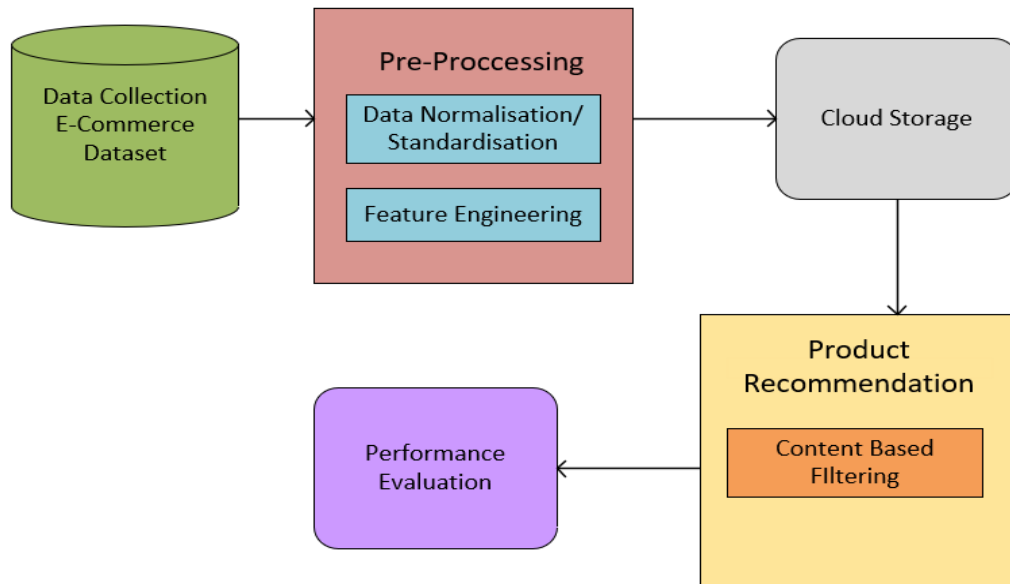 Data Collection
E-Commerce
Dataset
Pre-Proccessing
Data Normalisation/
Standardisation
Feature Engineering
Cloud Storage
Product
Recommendation
Content Based
FIltering
Performance
Evaluation